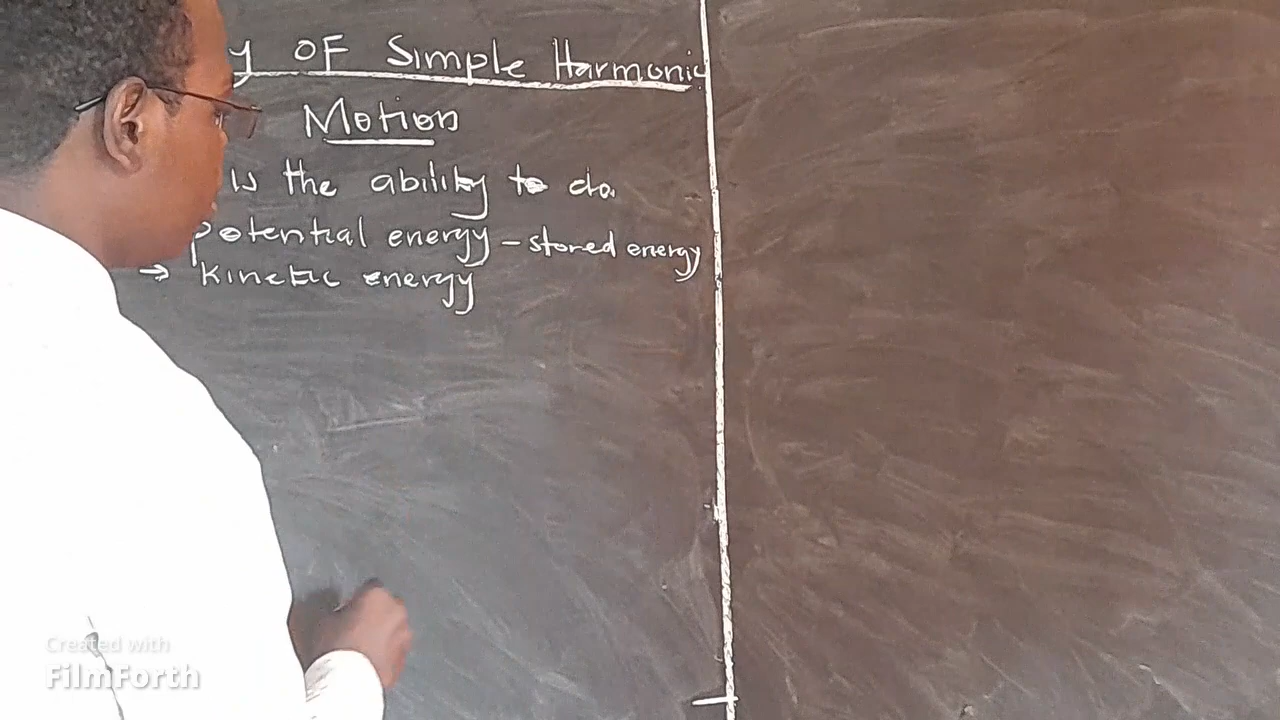 y OF Simple Harmonic
Motion
is the ability to do.
potential energy – stored energy
→ Kinetic energy
Created with
FilmForth